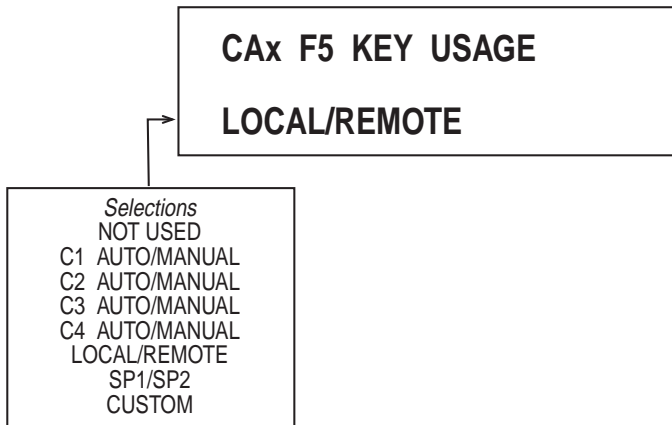 CAx F5 KEY USAGE
LOCAL/REMOTE
Selections
NOT USED
C1 AUTO/MANUAL
C2 AUTO/MANUAL
C3 AUTO/MANUAL
C4 AUTO/MANUAL
LOCAL/REMOTE
SP1/SP2
CUSTOM